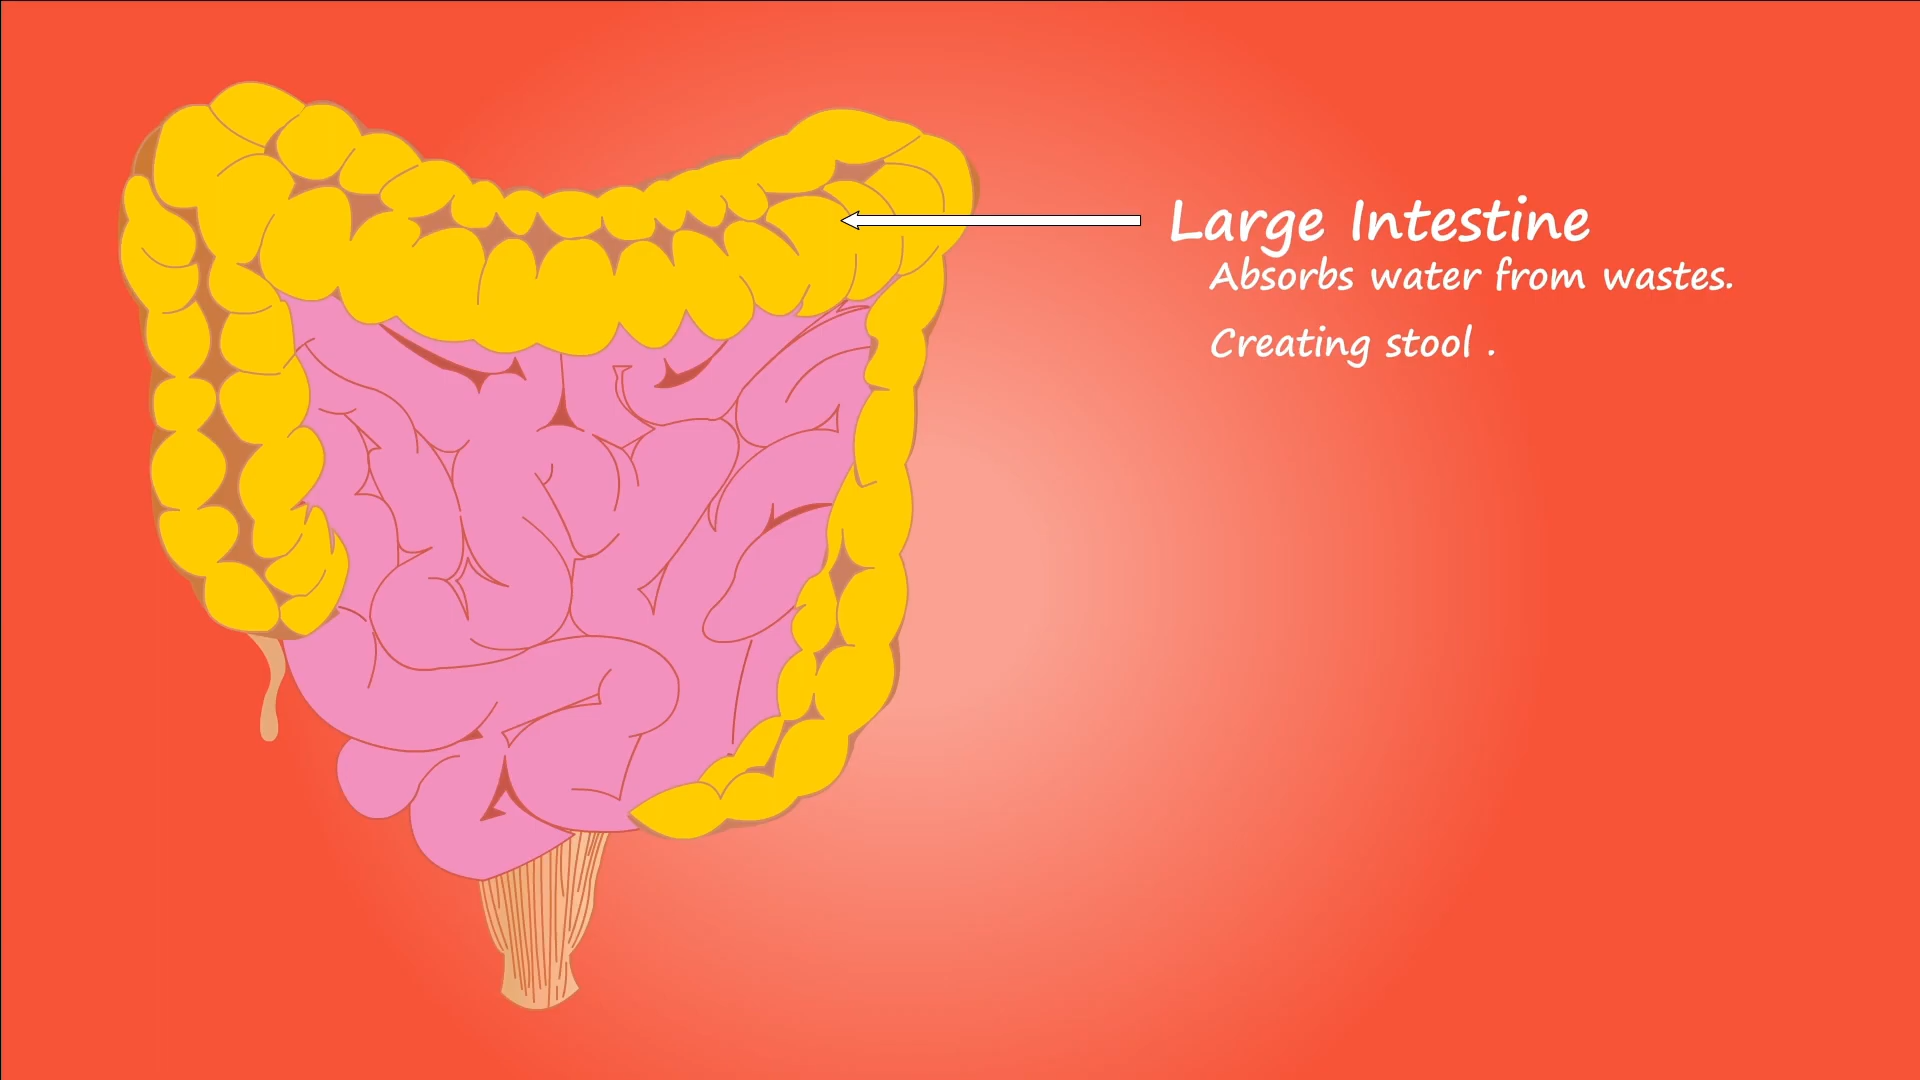 Large Intestine
Absorbs water from wastes.
Creating stool .